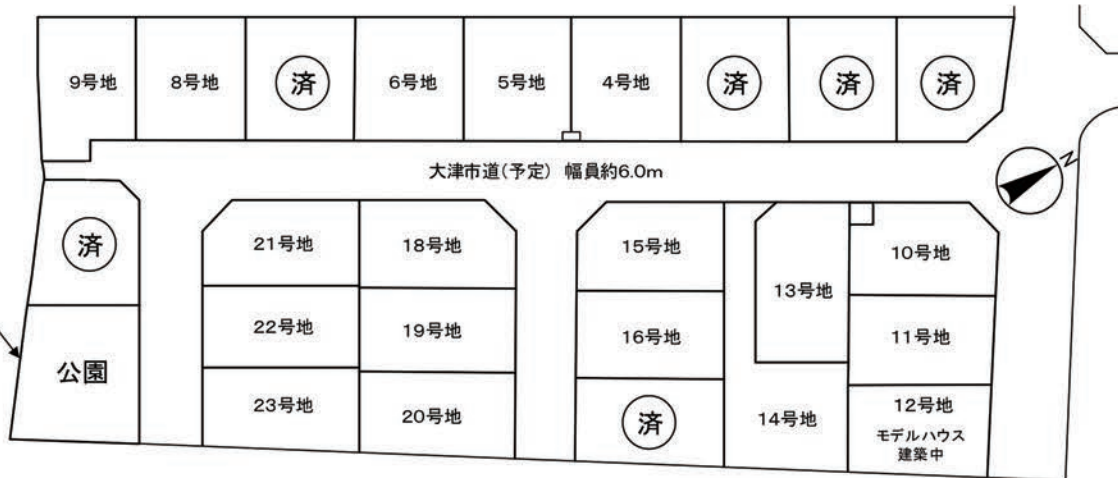 9号地
8号地
済
6号地
5号地
4号地
済
済
済
大津市道(予定) 幅員約6.0m
N
済
公園
21号地
18号地
22号地
19号地
23号地
20号地
15号地
16号地
済
13号地
14号地
10号地
11号地
12号地
モデルハウス
建築中